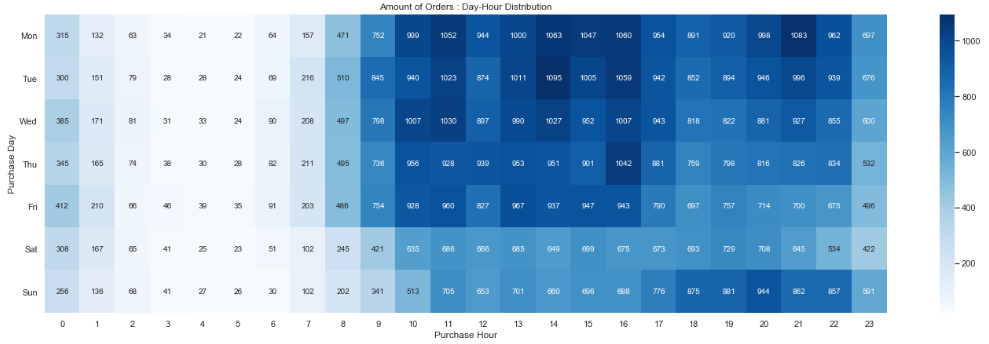 Amount of Orders : Day-Hour Distribution
Mon 315 132 63 34 21 22 67 157 471 752 999 1052 944 1000 1063 1047 1060 954 891 920 998 1083 962 697
Tue 300 151 79 28 28 24 69 216 510 845 940 1023 874 1011 1095 1005 1059 942 852 894 946 996 939 676
Wed 385 171 81 31 33 24 90 208 497 798 1007 1030 897 990 1027 952 1007 943 818 822 881 927 855 600
Thu 345 165 74 38 30 28 82 211 495 736 956 928 939 953 951 901 1042 881 759 798 816 826 834 532
Fri 412 210 66 46 39 35 91 203 486 754 928 960 827 967 937 947 943 790 697 757 714 700 675 496
Sat 308 167 65 41 25 23 51 102 245 421 635 686 666 685 649 699 675 673 693 729 706 645 534 422
Sun 256 136 68 41 27 26 30 102 202 341 513 705 653 701 660 696 688 776 875 881 944 862 857 591
0 1 2 3 4 5 6 7 8 9 10 11 12 13 14 15 16 17 18 19 20 21 22 23
Purchase Hour
Purchase Day
1000
800
600
400
200